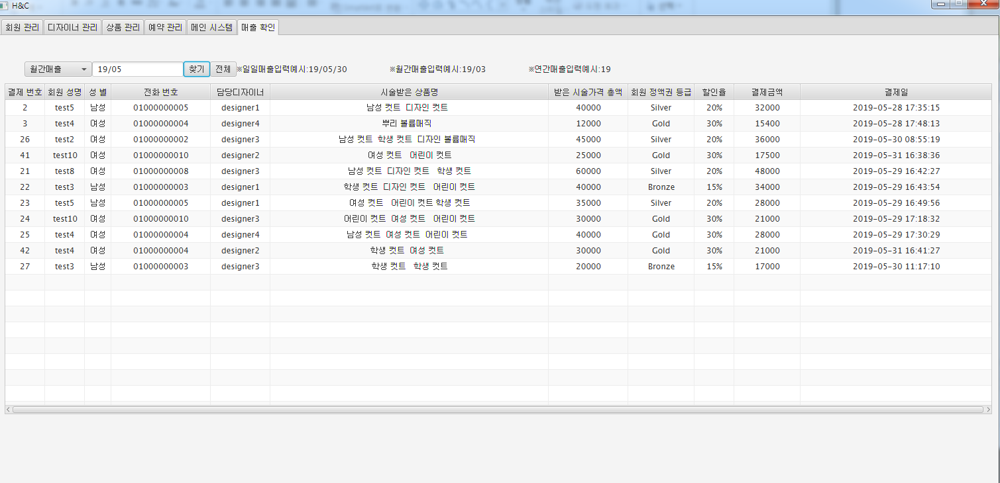 H&C
회원 관리 디자이너 관리 상품 관리 예약 관리 메인 시스템 매출 확인
월간매출 19/05 찾기 전체 ※일일매출입력예시:19/05/30 ※월간매출입력예시:19/03 ※연간매출입력예시:19
결제 번호 회원 성명 성 별 전화 번호 담당디자이너 시술받은 상품명 받은 시술가격 총액 회원 정액권 등급 할인율 결제금액 결제일
2 test5 남성 01000000005 designer1 남성 컷트 디자인 컷트 40000 Silver 20% 32000 2019-05-28 17:35:15
3 test4 여성 01000000004 designer4 뿌리 볼륨매직 12000 Gold 30% 15400 2019-05-28 17:48:13
26 test2 여성 01000000002 designer3 남성 컷트 학생 컷트 디자인 볼륨매직 45000 Silver 20% 36000 2019-05-30 08:55:19
41 test10 여성 01000000010 designer2 여성 컷트 어린이 컷트 25000 Gold 30% 17500 2019-05-31 16:38:36
21 test8 여성 01000000008 designer3 남성 컷트 디자인 컷트 학생 컷트 60000 Silver 20% 48000 2019-05-29 16:42:27
22 test3 남성 01000000003 designer1 학생 컷트 디자인 컷트 어린이 컷트 40000 Bronze 15% 34000 2019-05-29 16:43:54
23 test5 남성 01000000005 designer1 여성 컷트 어린이 컷트 학생 컷트 35000 Silver 20% 28000 2019-05-29 16:49:56
24 test10 여성 01000000010 designer3 어린이 컷트 여성 컷트 어린이 컷트 30000 Gold 30% 21000 2019-05-29 17:18:32
25 test4 여성 01000000004 designer4 남성 컷트 여성 컷트 어린이 컷트 40000 Gold 30% 28000 2019-05-29 17:30:29
42 test4 여성 01000000004 designer2 학생 컷트 여성 컷트 30000 Gold 30% 21000 2019-05-31 16:41:27
27 test3 남성 01000000003 designer3 학생 컷트 학생 컷트 20000 Bronze 15% 17000 2019-05-30 11:17:10